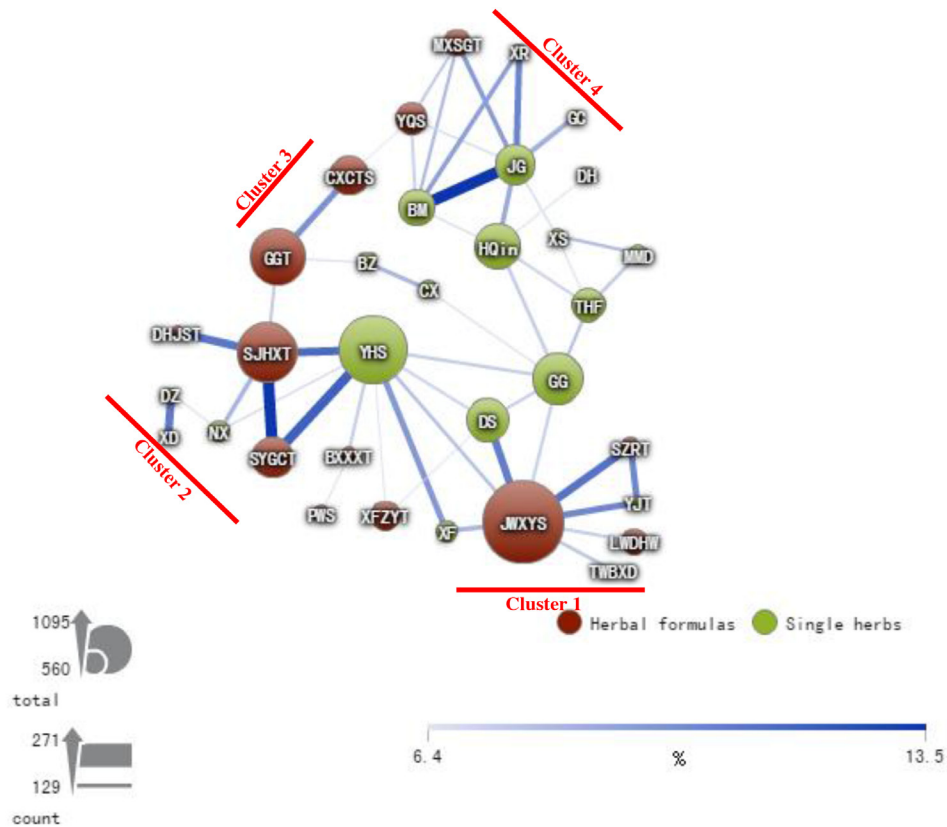 MXSGT
XR
Cluster 4
YQS
GC
Cluster 3
CXCTS
JG
DH
BM
HQin
XS
MMD
GGT
BZ
CX
THF
DHJST
SJHXT
YHS
GG
DZ
DS
XD
NX
Cluster 2
SYGCT
BXXXT
SZRT
PWS
XFZYT
XF
JWXYS
YJT
LWDHW
TWBXD
Cluster 1
Herbal formulas
Single herbs
1095
560
total
271
129
count
6.4
%
13.5